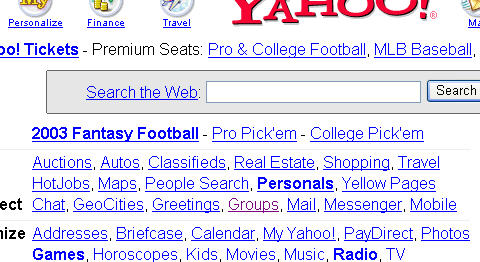 Personalize Finance Travel YAHOO!® Ma
oo! Tickets - Premium Seats: Pro & College Football, MLB Baseball,
Search the Web: Search
2003 Fantasy Football - Pro Pick'em - College Pick'em
Auctions, Autos, Classifieds, Real Estate, Shopping, Travel
HotJobs, Maps, People Search, Personals, Yellow Pages
ect Chat, GeoCities, Greetings, Groups, Mail, Messenger, Mobile
nize Addresses, Briefcase, Calendar, My Yahoo!, PayDirect, Photos
Games, Horoscopes, Kids, Movies, Music, Radio, TV